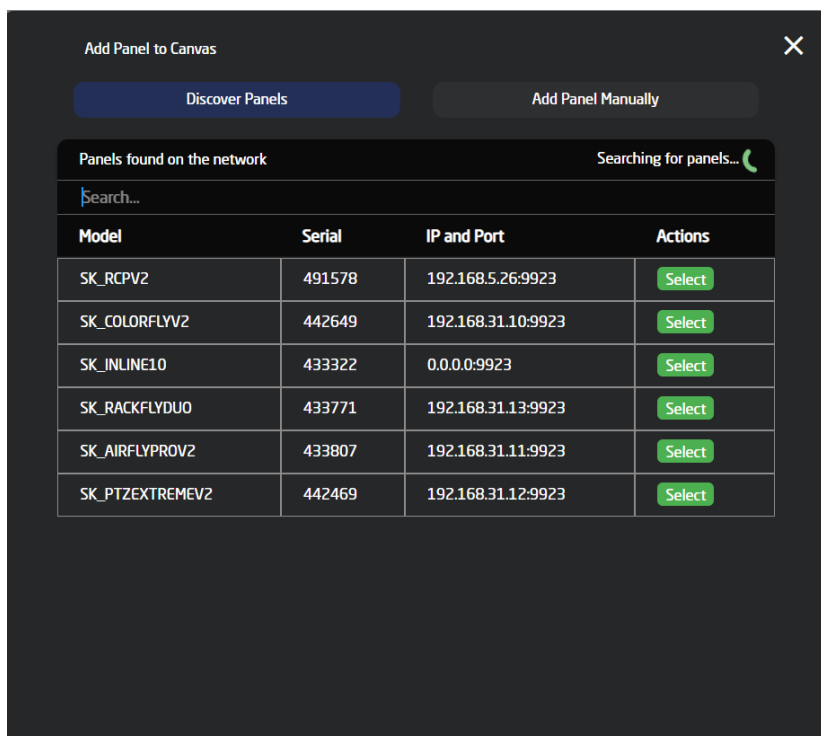 Add Panel to Canvas
Discover Panels Add Panel Manually
Panels found on the network Searching for panels...
Search...
Model Serial IP and Port Actions
SK_RCPV2 491578 192.168.5.26:9923 Select
SK_COLORFLYV2 442649 192.168.31.10:9923 Select
SK_INLINE10 433322 0.0.0.0:9923 Select
SK_RACKFLYDUO 433771 192.168.31.13:9923 Select
SK_AIRFLYPROV2 433807 192.168.31.11:9923 Select
SK_PTZEXTREMEV2 442469 192.168.31.12:9923 Select